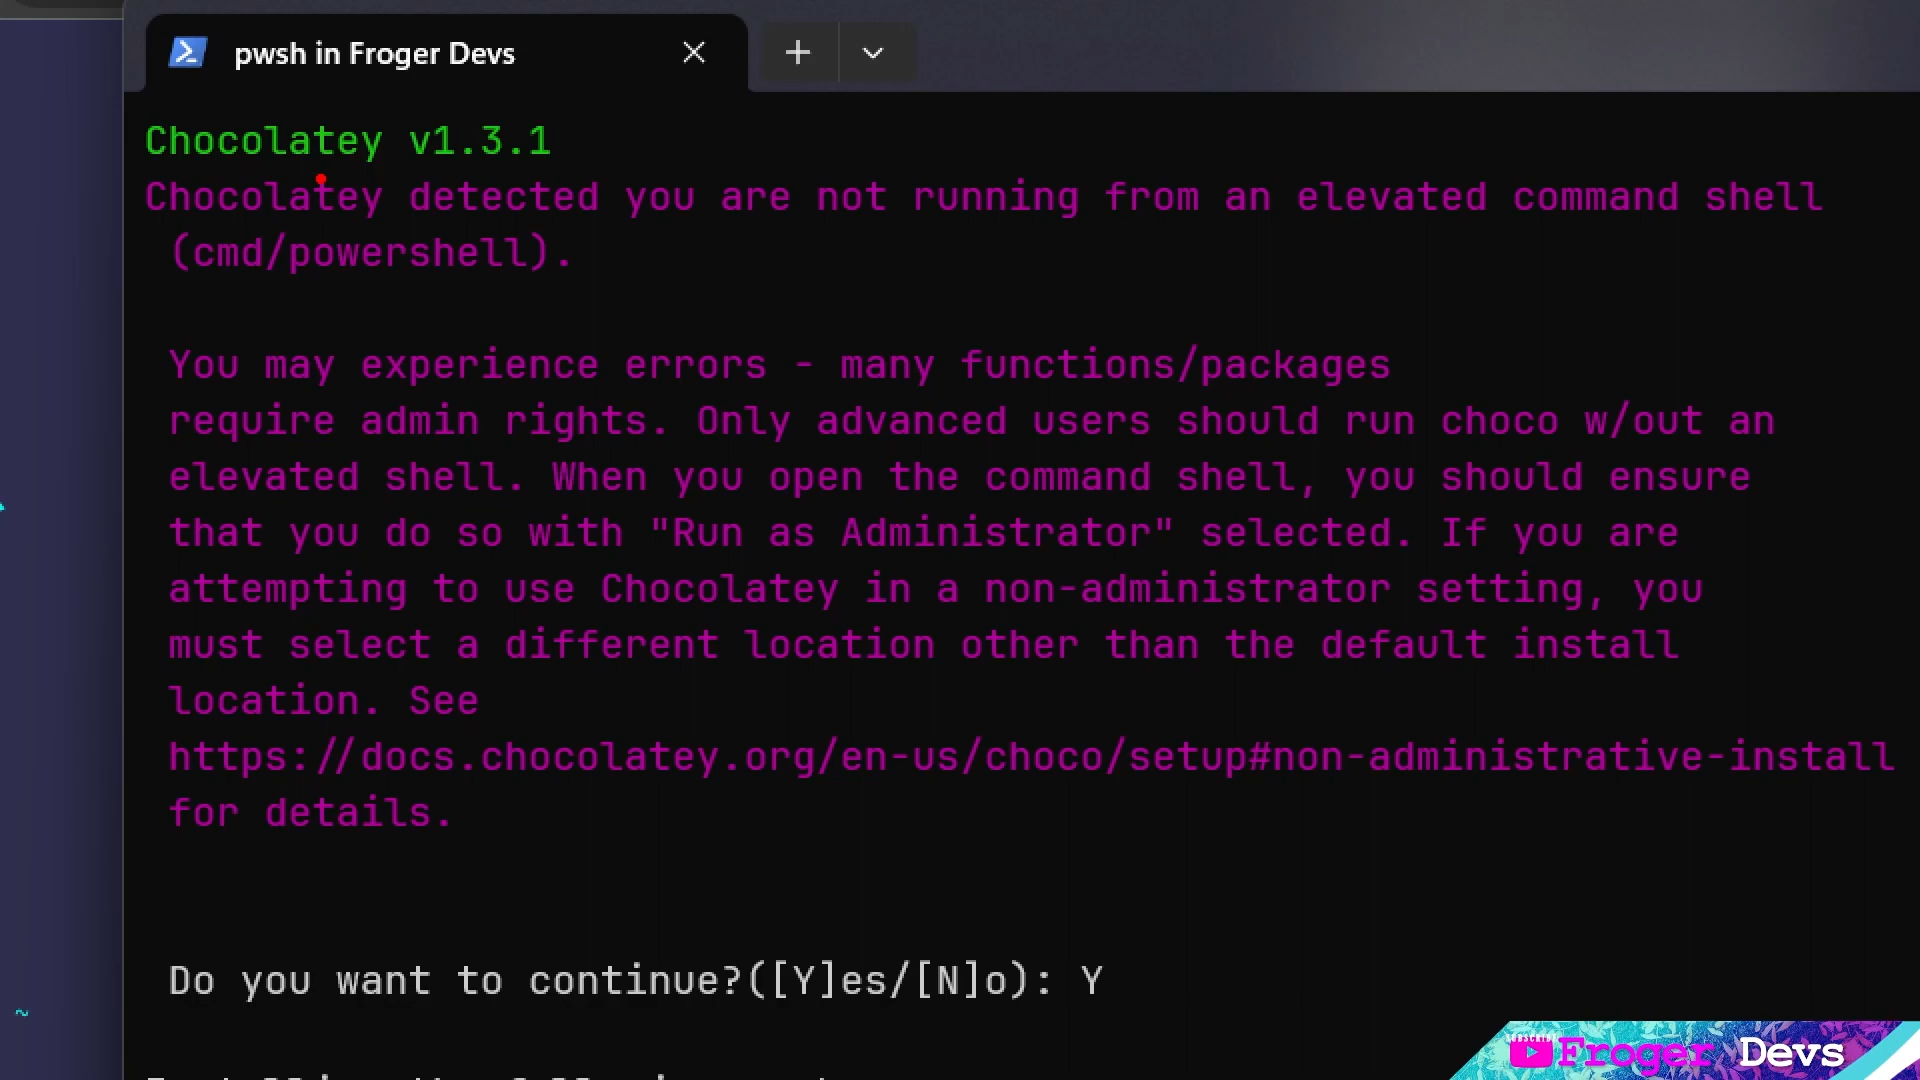 pwsh in Froger Devs
Chocolatey v1.3.1
Chocolatey detected you are not running from an elevated command shell
(cmd/powershell).
You may experience errors - many functions/packages
require admin rights. Only advanced users should run choco w/out an
elevated shell. When you open the command shell, you should ensure
that you do so with "Run as Administrator" selected. If you are
attempting to use Chocolatey in a non-administrator setting, you
must select a different location other than the default install
location. See
https://docs.chocolatey.org/en-us/choco/setup#non-administrative-install
for details.
Do you want to continue?([Y]es/[N]o): Y
~
SUBSCRIBE
Froger Devs